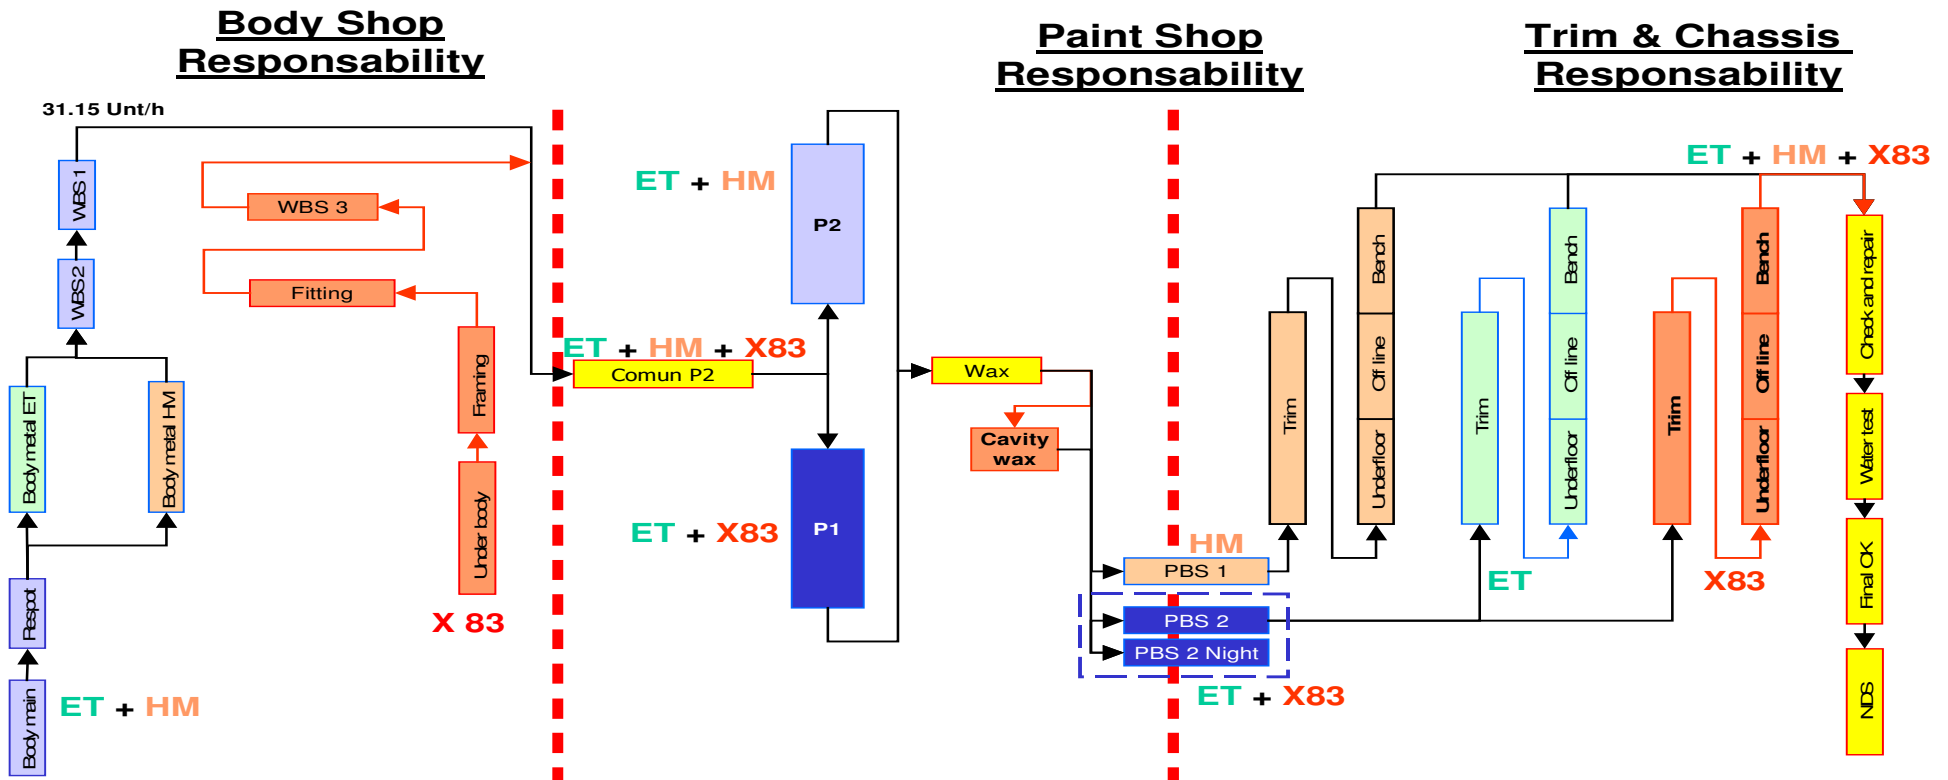 Body Shop
Responsability
Paint Shop
Responsability
Trim & Chassis
Responsability
31.15 Unt/h
WBS 1
WBS2
Body metal ET
Body metal HM
Respot
Body main
ET + HM
WBS 3
Fitting
Framing
Under body
X 83
ET + HM
P2
ET + HM + X83
Comun P2
ET + X83
P1
Wax
Cavity
wax
HM
PBS 1
PBS 2
PBS 2 Night
ET + X83
Trim
Bench
Off line
Underfloor
ET
Trim
Bench
Off line
Underfloor
X83
Trim
Bench
Off line
Underfloor
ET + HM + X83
Check and repair
Water test
Final OK
NDS